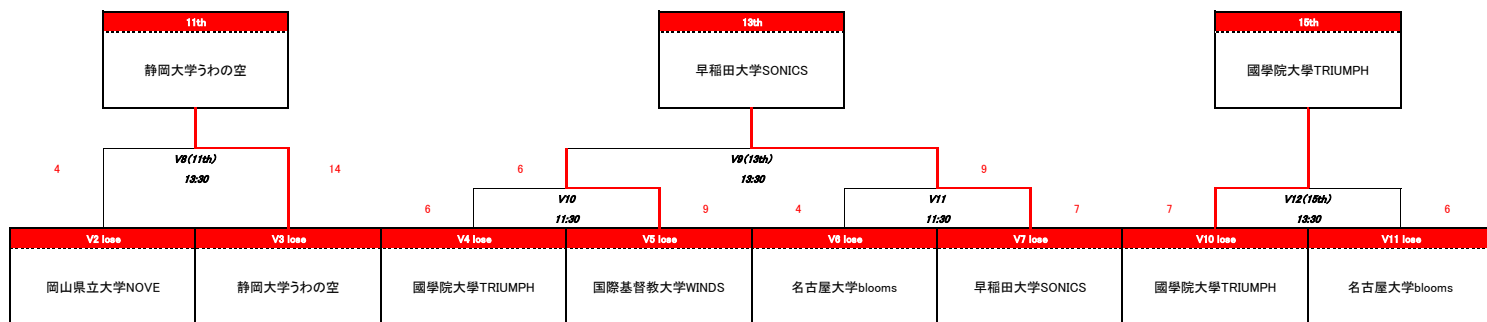 11th
13th
15th
静岡大学うわの空
早稲田大学SONICS
國學院大學TRIUMPH
V8(11th)
V9(13th)
4
14
6
9
13:30
13:30
V10
V11
V12(15th)
6
9
4
7
7
6
11:30
11:30
13:30
V2 lose
V3 lose
V4 lose
V5 lose
V6 lose
V7 lose
V10 lose
V11 lose
岡山県立大学NOVE
静岡大学うわの空
國學院大學TRIUMPH
国際基督教大学WINDS
名古屋大学blooms
早稲田大学SONICS
國學院大學TRIUMPH
名古屋大学blooms